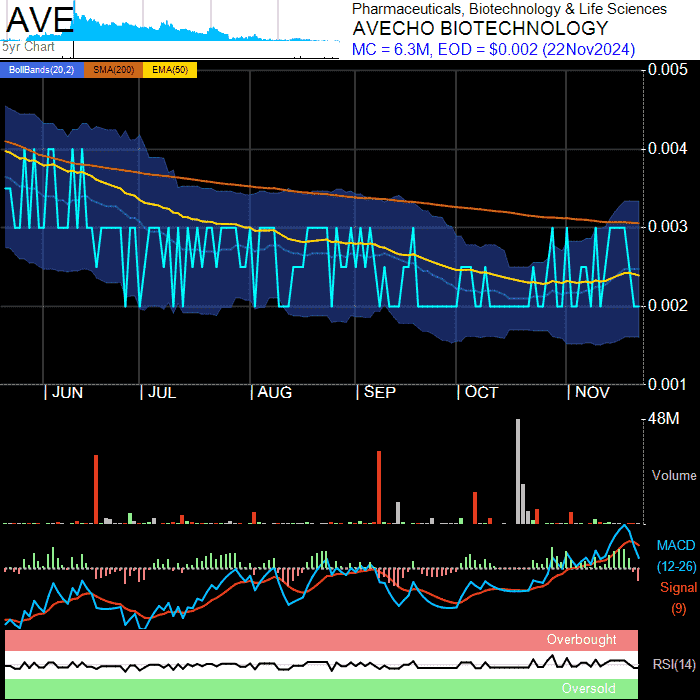 AVE
5yr Chart
Pharmaceuticals, Biotechnology & Life Sciences
AVECHO BIOTECHNOLOGY
MC = 6.3M, EOD = $0.002 (22Nov2024)
BollBands(20,2) SMA(200) EMA(50)
0.005
0.004
0.003
0.002
0.001
JUN JUL AUG SEP OCT NOV
48M
Volume
MACD
(12-26)
Signal
(9)
Overbought
RSI(14)
Oversold